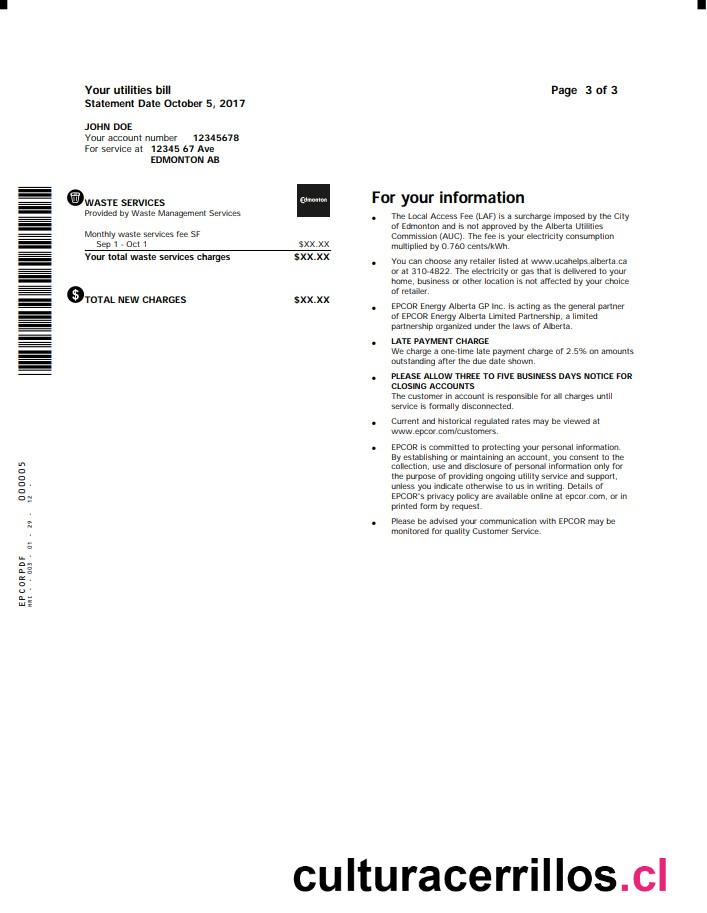 Your utilities bill
Statement Date October 5, 2017
Page 3 of 3
JOHN DOE
Your account number 12345678
For service at 12345 67 Ave
EDMONTON AB
WASTE SERVICES
Provided by Waste Management Services
Edmonton
Monthly waste services fee SF
Sep 1 - Oct 1 $XX.XX
Your total waste services charges $XX.XX
$
TOTAL NEW CHARGES $XX.XX
For your information
• The Local Access Fee (LAF) is a surcharge imposed by the City
of Edmonton and is not approved by the Alberta Utilities
Commission (AUC). The fee is your electricity consumption
multiplied by 0.760 cents/kWh.
• You can choose any retailer listed at www.ucahelps.alberta.ca
or at 310-4822. The electricity or gas that is delivered to your
home, business or other location is not affected by your choice
of retailer.
• EPCOR Energy Alberta GP Inc. is acting as the general partner
of EPCOR Energy Alberta Limited Partnership, a limited
partnership organized under the laws of Alberta.
• LATE PAYMENT CHARGE
We charge a one-time late payment charge of 2.5% on amounts
outstanding after the due date shown.
• PLEASE ALLOW THREE TO FIVE BUSINESS DAYS NOTICE FOR
CLOSING ACCOUNTS
The customer in account is responsible for all charges until
service is formally disconnected.
• Current and historical regulated rates may be viewed at
www.epcor.com/customers.
• EPCOR is committed to protecting your personal information.
By establishing or maintaining an account, you consent to the
collection, use and disclosure of personal information only for
the purpose of providing ongoing utility service and support,
unless you indicate otherwise to us in writing. Details of
EPCOR's privacy policy are available online at epcor.com, or in
printed form by request.
• Please be advised your communication with EPCOR may be
monitored for quality Customer Service.
EPCORPDF 000005
HRI - - 003 - 01 - 29 - 12 -
culturacerrillos.cl